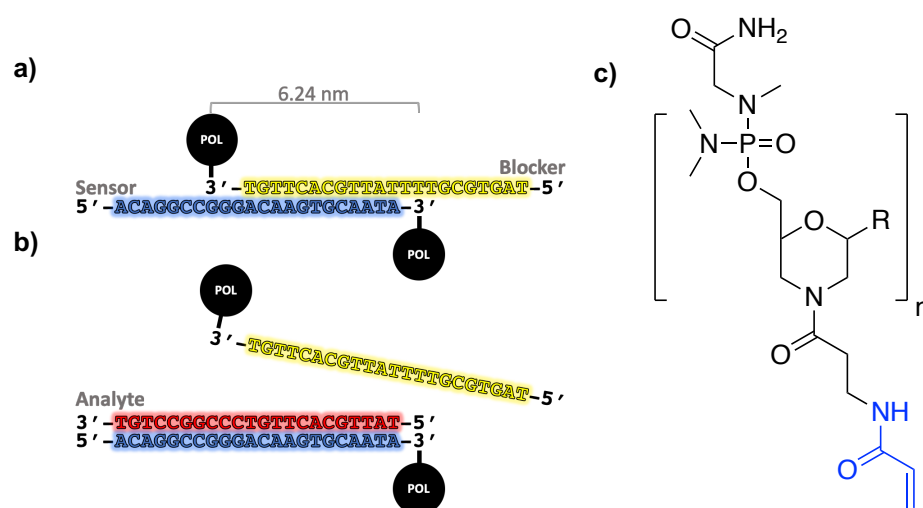 a)
6.24 nm
POL
Sensor
Blocker
3′-TGTTCACGTTATTTTGCGTGAT-5′
5′-ACAGGCCGGGACAAGTGCAATA-3′
POL
b)
POL
3′-TGTTCACGTTATTTTGCGTGAT-5′
Analyte
3′-TGTCCGGCCCTGTTCACGTTAT-5′
5′-ACAGGCCGGGACAAGTGCAATA-3′
POL
c)
O NH₂
N
N P=O
O
O R
N
n
O
NH
O